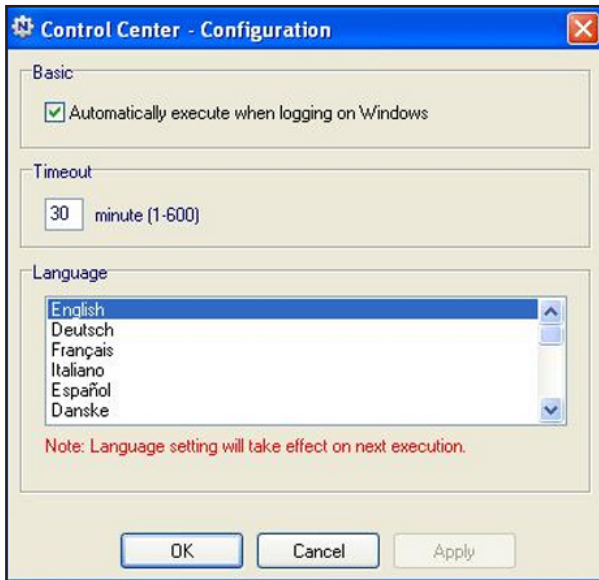 Control Center - Configuration
Basic
Automatically execute when logging on Windows
Timeout
30 minute (1-600)
Language
English
Deutsch
Français
Italiano
Español
Danske
Note: Language setting will take effect on next execution.
OK Cancel Apply